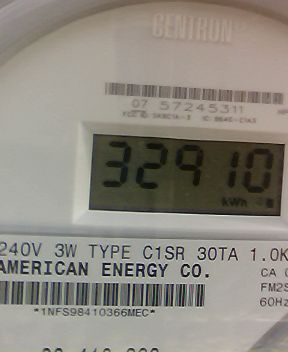 CENTRON
07 57245311
32910
kWh
240V 3W TYPE C1SR 30TA 1.0K
AMERICAN ENERGY CO.
CA
FM2S
60Hz
*1NFS98410366MEC*